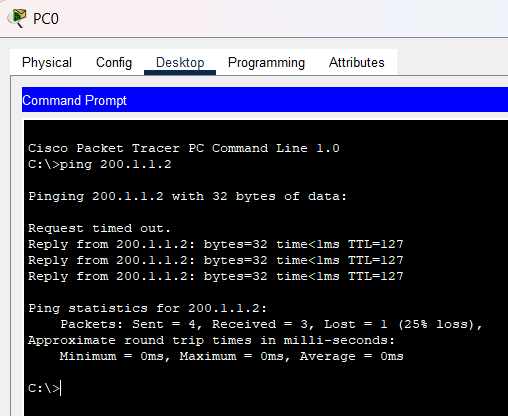 PC0
Physical Config Desktop Programming Attributes
Command Prompt
Cisco Packet Tracer PC Command Line 1.0
C:\>ping 200.1.1.2
Pinging 200.1.1.2 with 32 bytes of data:
Request timed out.
Reply from 200.1.1.2: bytes=32 time<1ms TTL=127
Reply from 200.1.1.2: bytes=32 time<1ms TTL=127
Reply from 200.1.1.2: bytes=32 time<1ms TTL=127
Ping statistics for 200.1.1.2:
Packets: Sent = 4, Received = 3, Lost = 1 (25% loss),
Approximate round trip times in milli-seconds:
Minimum = 0ms, Maximum = 0ms, Average = 0ms
C:\>